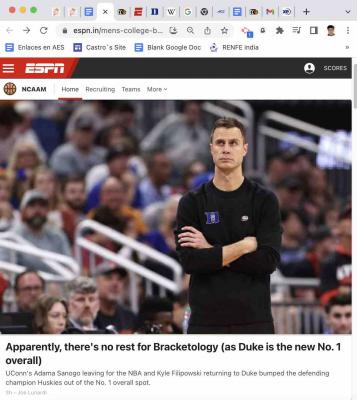 espn.in/mens-college-b...
Enlaces en AES
Castro´s Site
Blank Google Doc
RENFE india
»
ESPN
SCORES
NCAAM
Home
Recruiting
Teams
More
D
Apparently, there's no rest for Bracketology (as Duke is the new No. 1
overall)
UConn's Adama Sanogo leaving for the NBA and Kyle Filipowski returning to Duke bumped the defending
champion Huskies out of the No. 1 overall spot.
Joe Lunardi